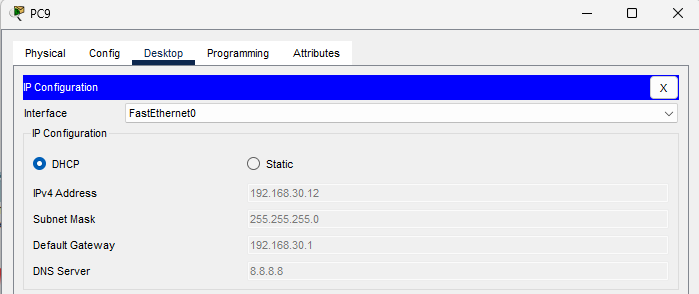 PC9
Physical Config Desktop Programming Attributes
IP Configuration X
Interface FastEthernet0
IP Configuration
DHCP Static
IPv4 Address 192.168.30.12
Subnet Mask 255.255.255.0
Default Gateway 192.168.30.1
DNS Server 8.8.8.8